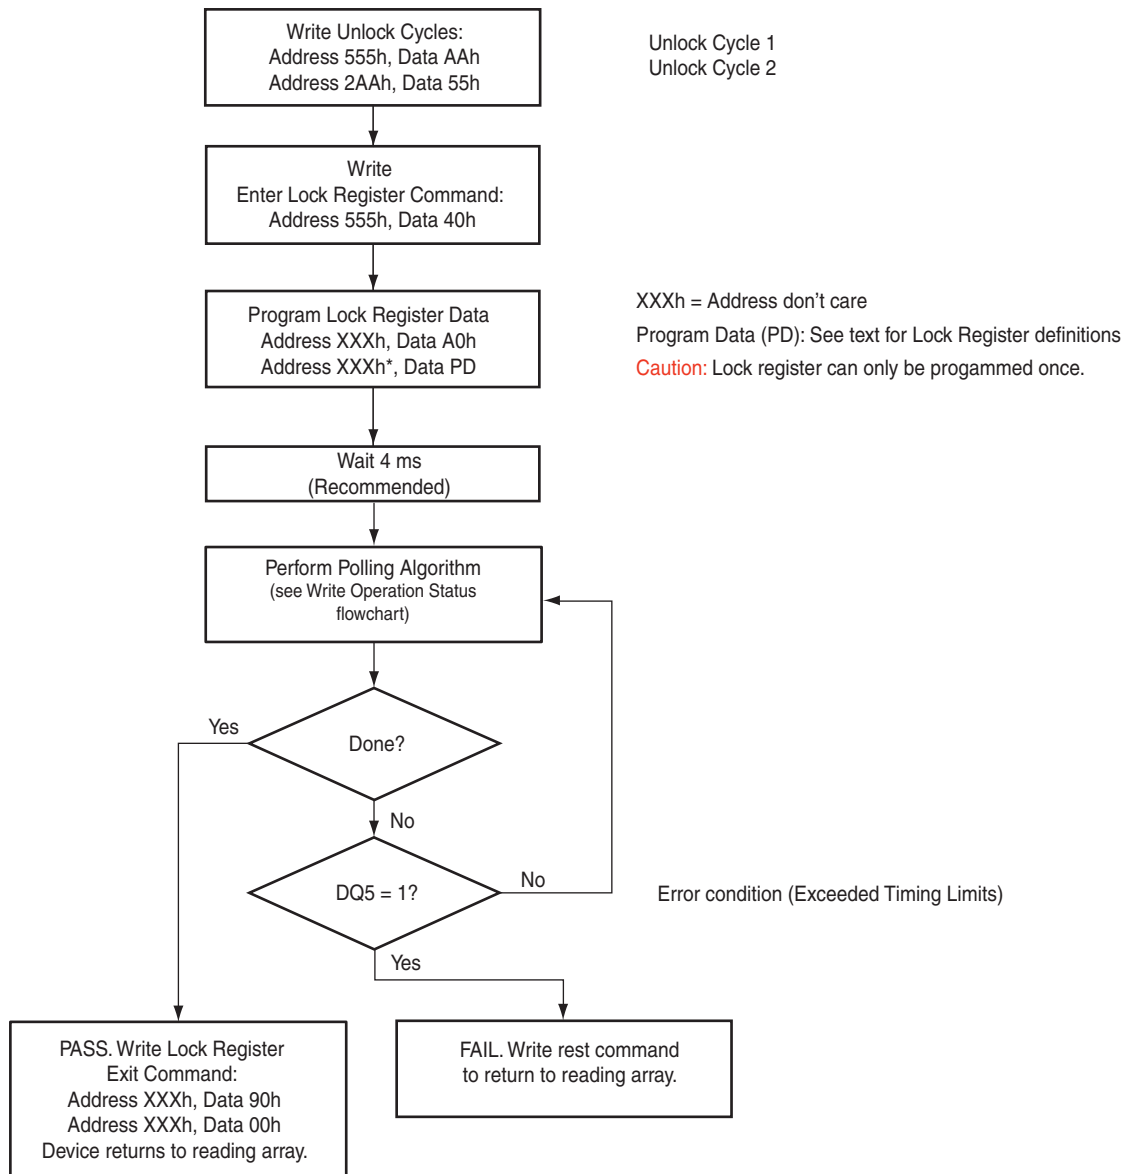 Write Unlock Cycles:
Address 555h, Data AAh
Address 2AAh, Data 55h
Unlock Cycle 1
Unlock Cycle 2
Write
Enter Lock Register Command:
Address 555h, Data 40h
Program Lock Register Data
Address XXXh, Data A0h
Address XXXh*, Data PD
XXXh = Address don't care
Program Data (PD): See text for Lock Register definitions
Caution: Lock register can only be progammed once.
Wait 4 ms
(Recommended)
Perform Polling Algorithm
(see Write Operation Status
flowchart)
Yes
Done?
No
DQ5 = 1?
No
Error condition (Exceeded Timing Limits)
Yes
PASS. Write Lock Register
Exit Command:
Address XXXh, Data 90h
Address XXXh, Data 00h
Device returns to reading array.
FAIL. Write rest command
to return to reading array.